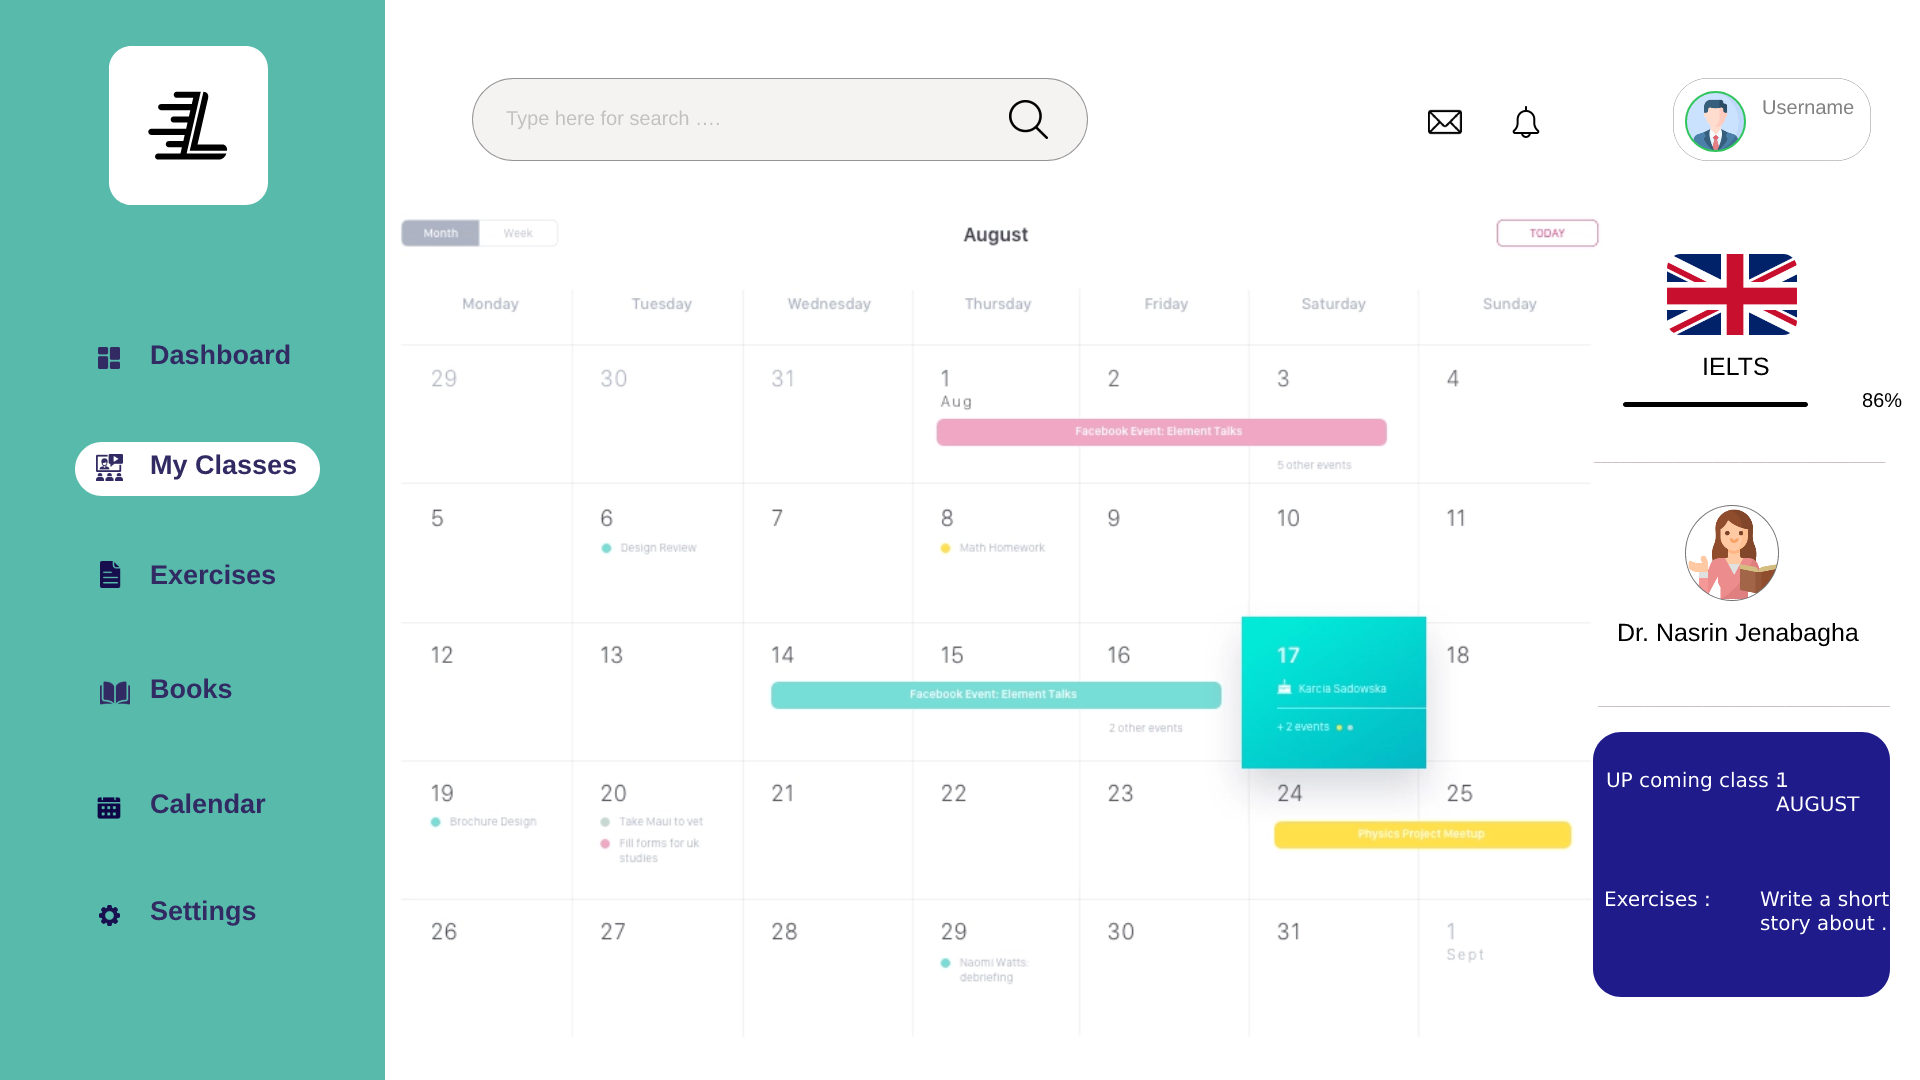 Type here for search ....
Username
Dashboard
My Classes
Exercises
Books
Calendar
Settings
Month
Week
August
TODAY
Monday
Tuesday
Wednesday
Thursday
Friday
Saturday
Sunday
29
30
31
1
Aug
2
3
4
Facebook Event: Element Talks
5 other events
5
6
7
8
9
10
11
Design Review
Math Homework
12
13
14
15
16
17
18
Facebook Event: Element Talks
2 other events
Karcia Sadowska
+ 2 events
19
20
21
22
23
24
25
Brochure Design
Take Maui to vet
Fill forms for uk
studies
Physics Project Meetup
26
27
28
29
30
31
1
Sept
Naomi Watts:
debriefing
IELTS
86%
Dr. Nasrin Jenabagha
UP coming class :
1
AUGUST
Exercises :
Write a short
story about .